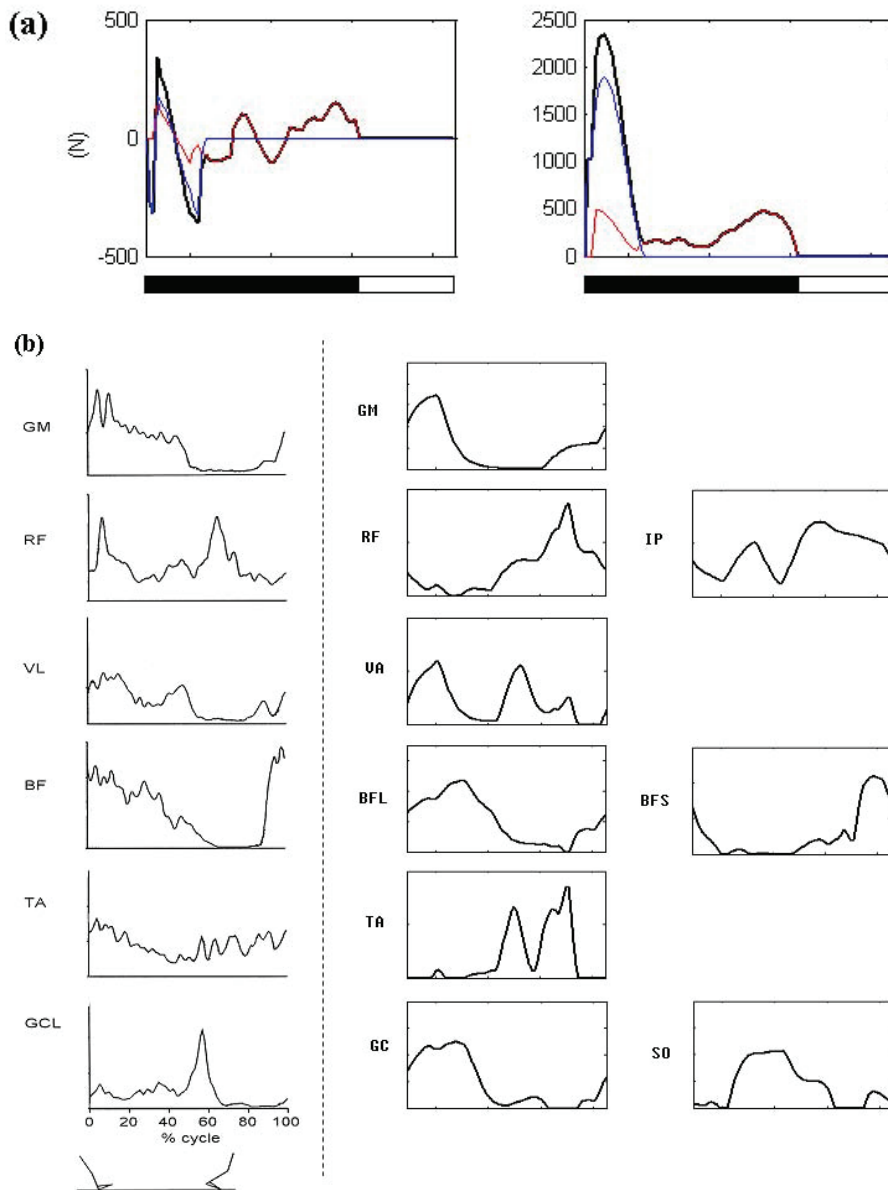 (a)
500
0
-500
(N)
2500
2000
1500
1000
500
0
(b)
GM
GM
RF
RF
IP
VL
VA
BF
BFL
BFS
TA
TA
GCL
GC
SO
0 20 40 60 80 100
% cycle